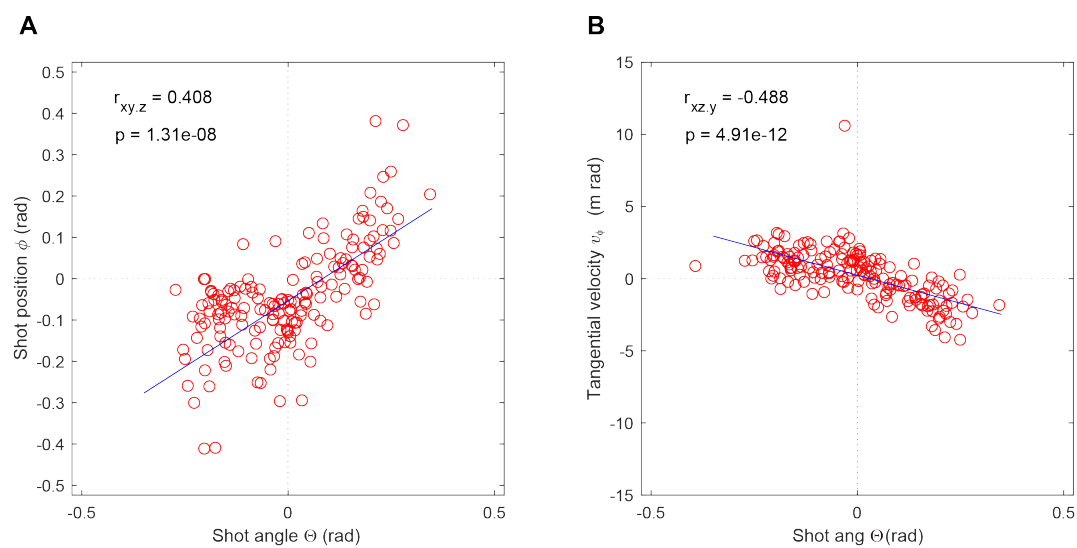 A
B
r_xy.z = 0.408
p = 1.31e-08
r_xz.y = -0.488
p = 4.91e-12
Shot position ϕ (rad)
0.5
0.4
0.3
0.2
0.1
0
-0.1
-0.2
-0.3
-0.4
-0.5
-0.5
0
0.5
Shot angle Θ (rad)
Tangential velocity v_ϕ (m rad)
15
10
5
0
-5
-10
-15
-0.5
0
0.5
Shot ang Θ(rad)